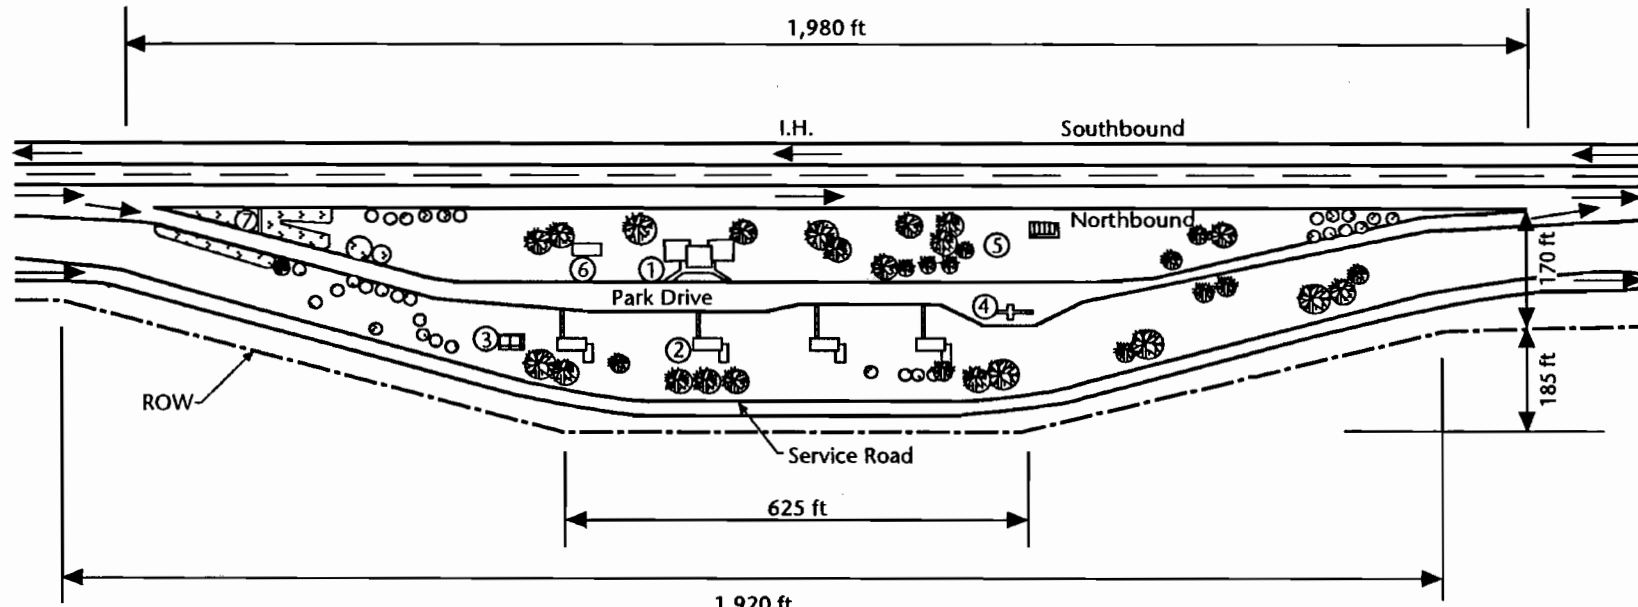 1,980 ft
I.H.
Southbound
7
Northbound
5
6
1
170 ft
Park Drive
4
3
2
ROW
185 ft
Service Road
625 ft
1,920 ft